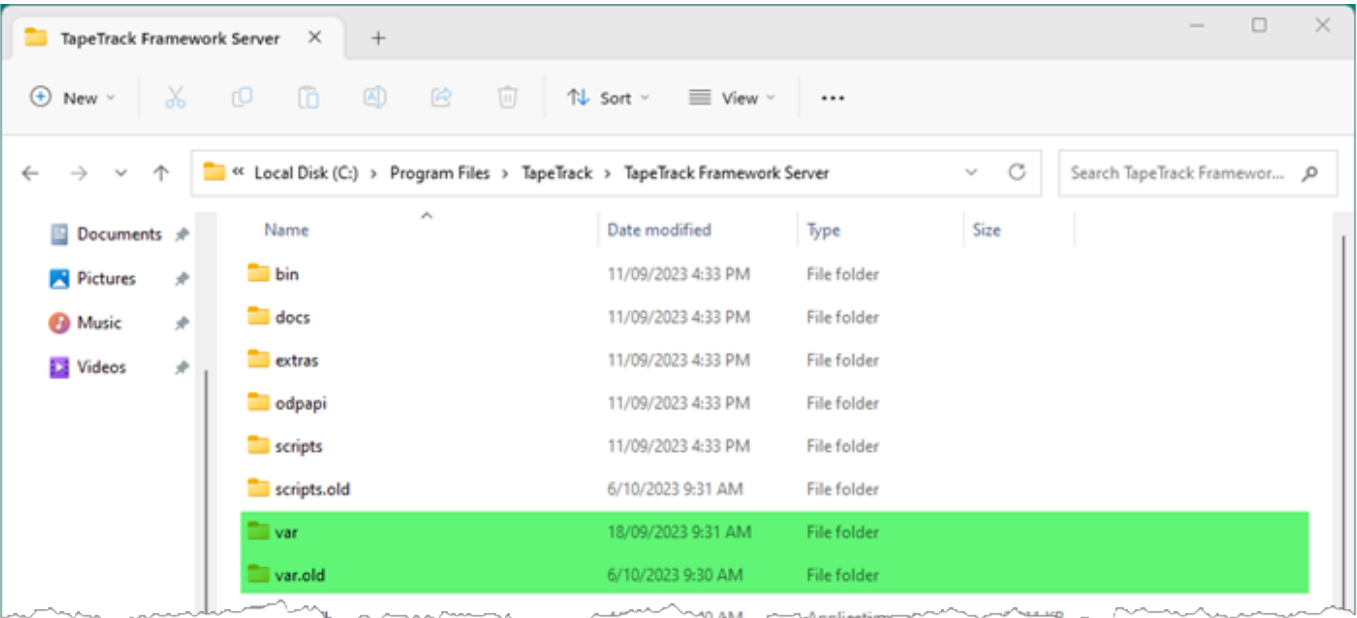 TapeTrack Framework Server
New Sort View
« Local Disk (C:) > Program Files > TapeTrack > TapeTrack Framework Server Search TapeTrack Framewor...
Documents
Pictures
Music
Videos
Name Date modified Type Size
bin 11/09/2023 4:33 PM File folder
docs 11/09/2023 4:33 PM File folder
extras 11/09/2023 4:33 PM File folder
odpapi 11/09/2023 4:33 PM File folder
scripts 11/09/2023 4:33 PM File folder
scripts.old 6/10/2023 9:31 AM File folder
var 18/09/2023 9:31 AM File folder
var.old 6/10/2023 9:30 AM File folder